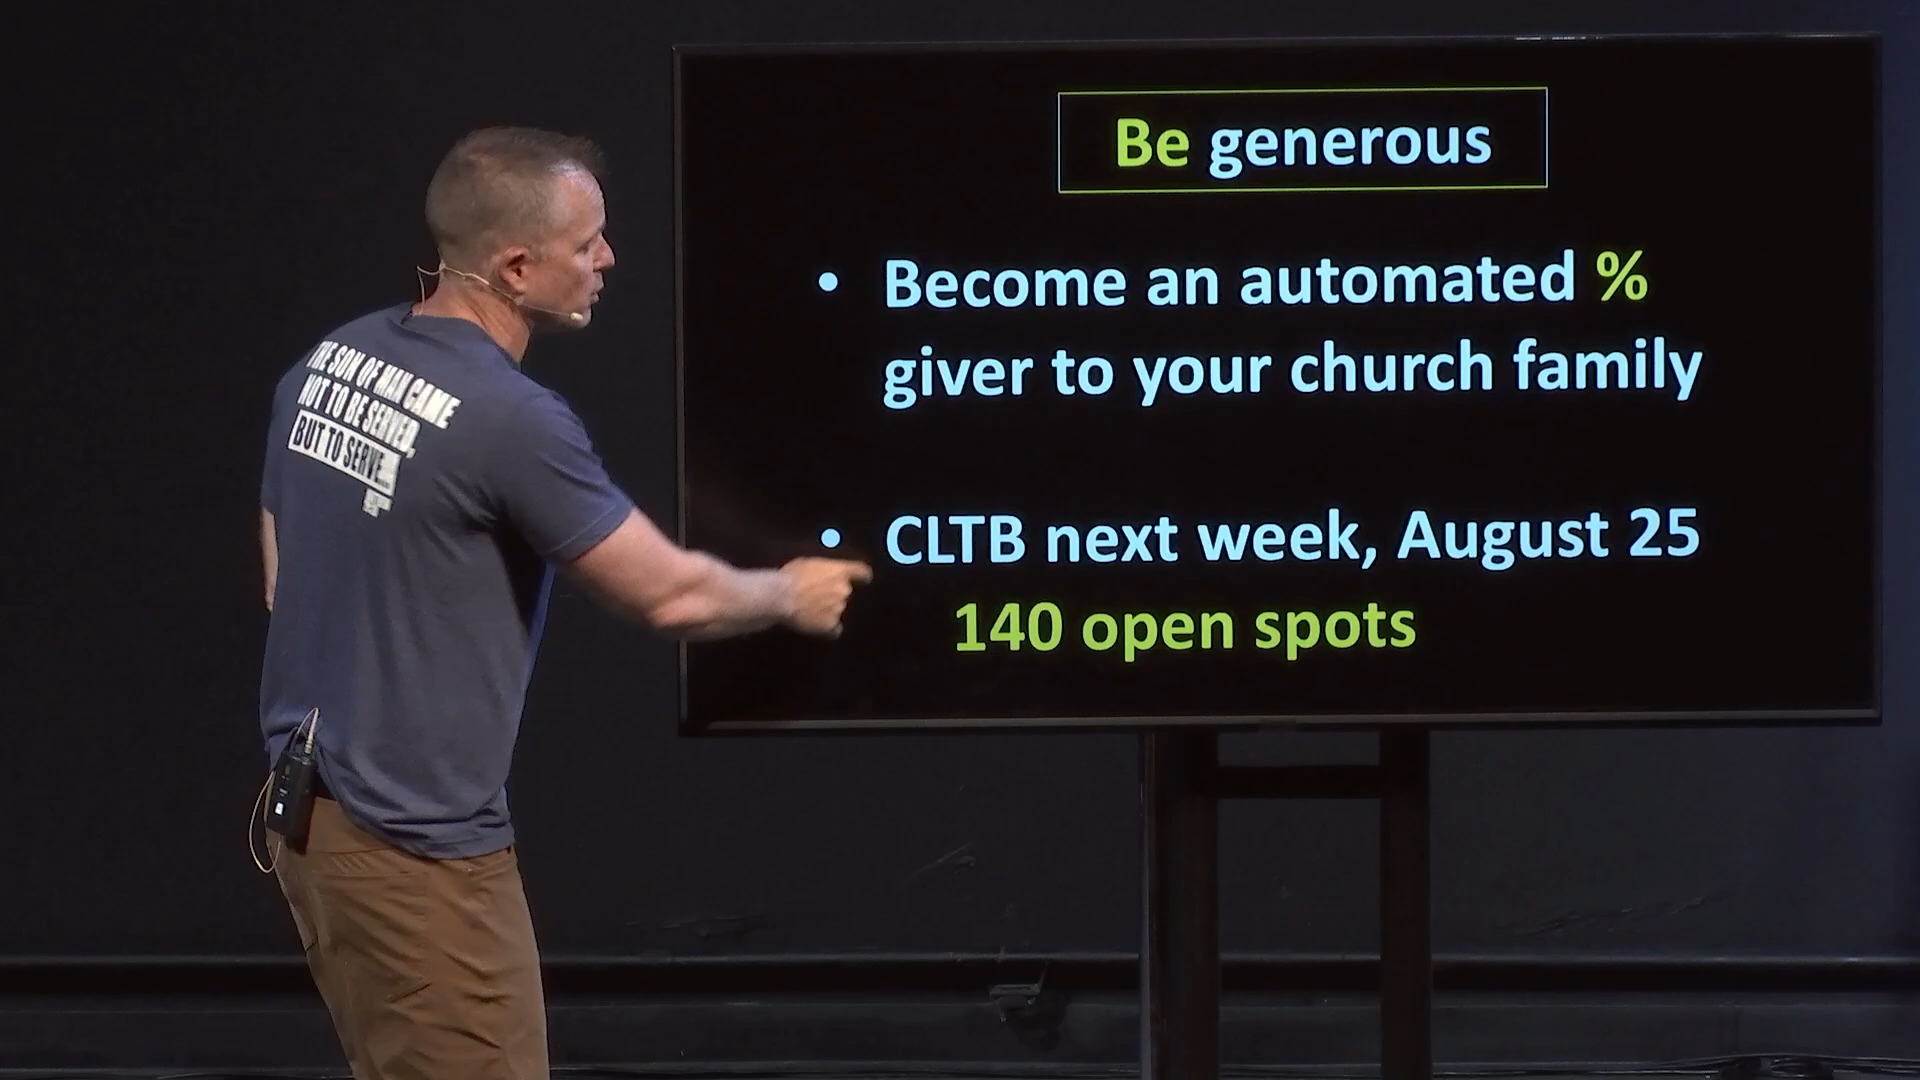 Be generous
• Become an automated %
giver to your church family
• CLTB next week, August 25
140 open spots
THE SON OF MAN CAME
NOT TO BE SERVED,
BUT TO SERVE...